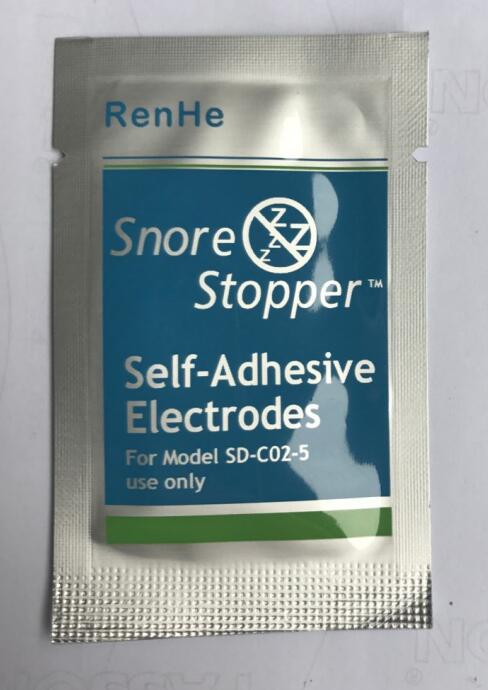 RenHe
Snore
Stopper™
Self-Adhesive
Electrodes
For Model SD-C02-5
use only